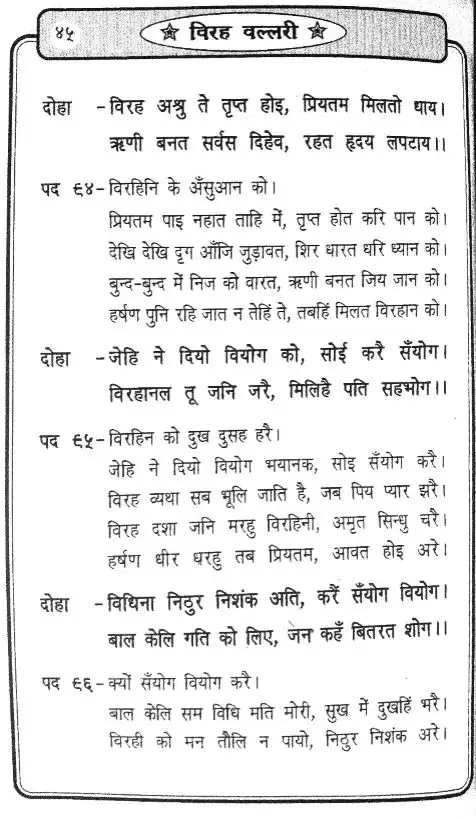 ४५
विरह वल्लरी
दोहा -विरह अश्रु ते तृप्त होइ, प्रियतम मिलतो धाय।
ऋणी बनत सर्वस दिहेव, रहत हृदय लपटाय।।
पद ९४- विरहिनि के अँसुआन को।
प्रियतम पाइ नहात ताहि में, तृप्त होत करि पान को।
देखि देखि दृग आँजि जुड़ावत, शिर धारत धरि ध्यान को।
बुन्द-बुन्द में निज को वारत, ऋणी बनत जिय जान को।
हर्षण पुनि रहि जात न तेहिं ते, तबहिं मिलत विरहान को।
दोहा -जेहि ने दियो वियोग को, सोई करै सँयोग।
विरहानल तू जनि जरै, मिलिहै पति सहभोग।।
पद ९५- विरहिन को दुख दुसह हरै।
जेहि ने दियो वियोग भयानक, सोइ सँयोग करै।
विरह व्यथा सब भूलि जाति है, जब पिय प्यार झरै।
विरह दशा जनि मरहु विरहिनी, अमृत सिन्धु चरै।
हर्षण धीर धरहु तब प्रियतम, आवत होइ अरे।
दोहा -विधिना निठुर निशंक अति, करैं सँयोग वियोग।
बाल केलि गति को लिए, जन कहँ बितरत शोग।।
पद ९६- क्यों सँयोग वियोग करै।
बाल केलि सम विधि मति मोरी, सुख में दुखहिं भरै।
विरही को मन तौलि न पायो, निठुर निशंक अरे।